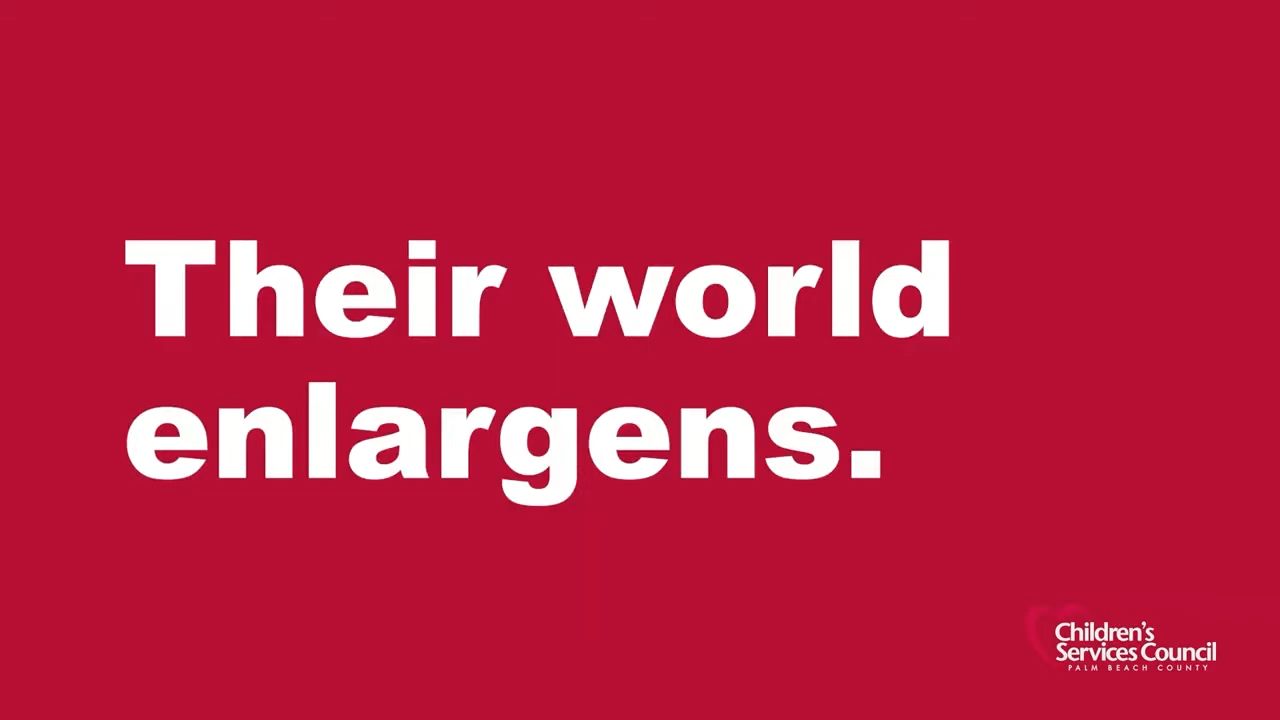 Their world
enlargens.
Children's
Services Council
PALM BEACH COUNTY